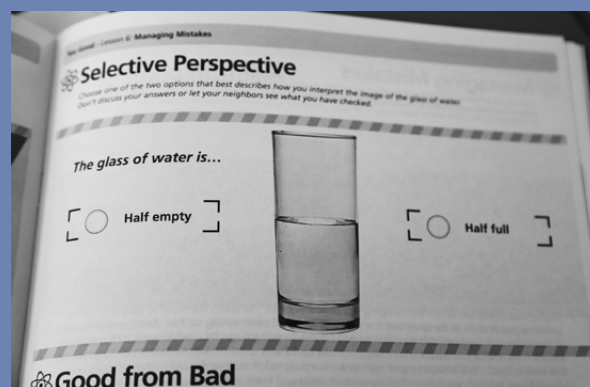 Too Good - Lesson 6: Managing Mistakes
Selective Perspective
Choose one of the two options that best describes how you interpret the image of the glass of water.
Don't discuss your answers or let your neighbors see what you have checked.
The glass of water is...
Half empty
Half full
Good from Bad